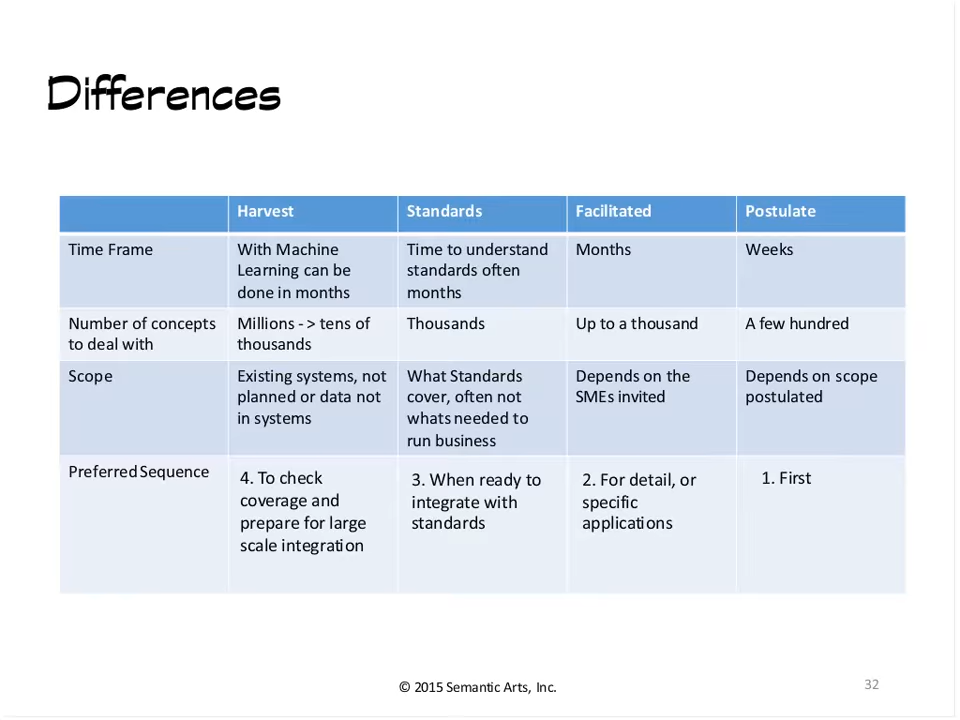 Differences
Harvest
Standards
Facilitated
Postulate
Time Frame
With Machine
Learning can be
done in months
Time to understand
standards often
months
Months
Weeks
Number of concepts
to deal with
Millions - > tens of
thousands
Thousands
Up to a thousand
A few hundred
Scope
Existing systems, not
planned or data not
in systems
What Standards
cover, often not
whats needed to
run business
Depends on the
SMEs invited
Depends on scope
postulated
Preferred Sequence
4. To check
coverage and
prepare for large
scale integration
3. When ready to
integrate with
standards
2. For detail, or
specific
applications
1. First
© 2015 Semantic Arts, Inc.
32